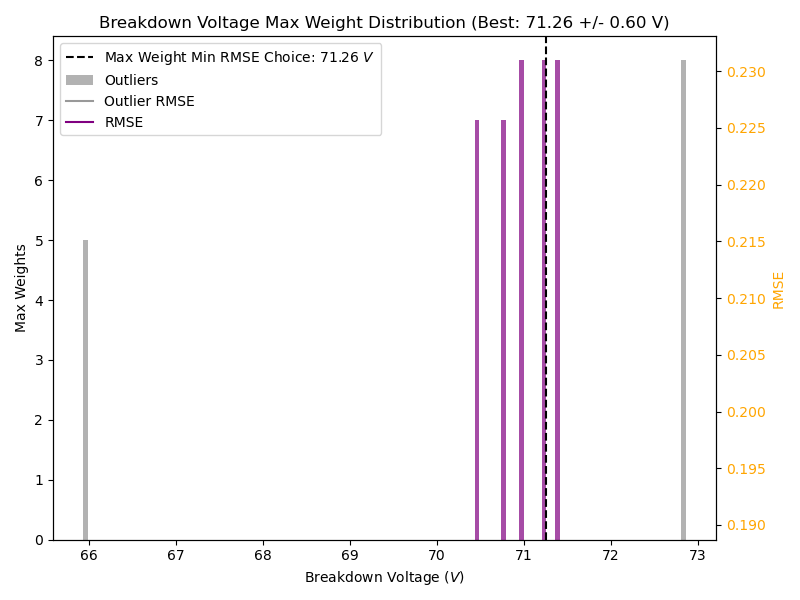 Breakdown Voltage Max Weight Distribution (Best: 71.26 +/- 0.60 V)
Max Weight Min RMSE Choice: 71.26 V
Outliers
Outlier RMSE
RMSE
8
7
6
5
4
3
2
1
0
Max Weights
0.230
0.225
0.220
0.215
0.210
0.205
0.200
0.195
0.190
RMSE
66 67 68 69 70 71 72 73
Breakdown Voltage (V)